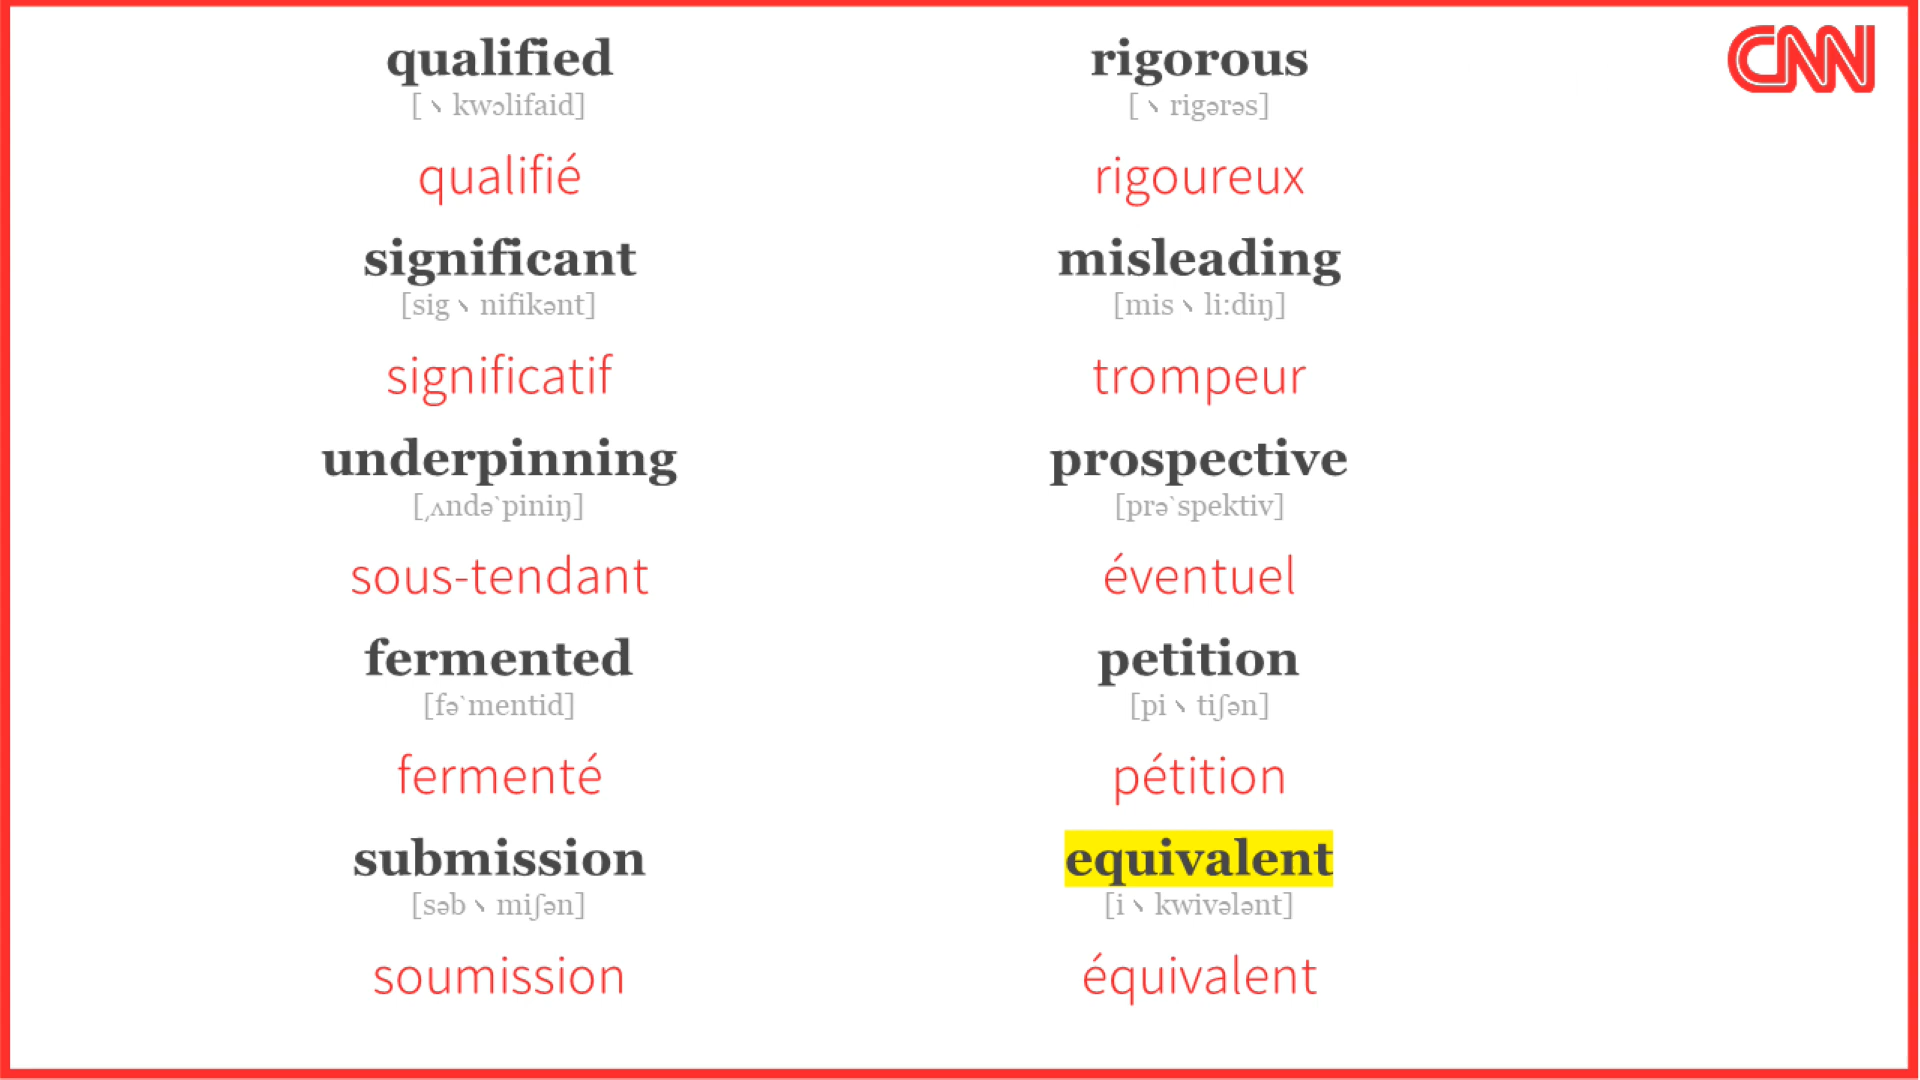 qualified
[ˋkwɔlifaid]
qualifié
significant
[sigˋnifikənt]
significatif
underpinning
[ˏʌndəˋpiniŋ]
sous-tendant
fermented
[fəˋmentid]
fermenté
submission
[səbˋmiʃən]
soumission
CNN
rigorous
[ˋrigərəs]
rigoureux
misleading
[misˋli:diŋ]
trompeur
prospective
[prəˋspektiv]
éventuel
petition
[piˋtiʃən]
pétition
equivalent
[iˋkwivələnt]
équivalent